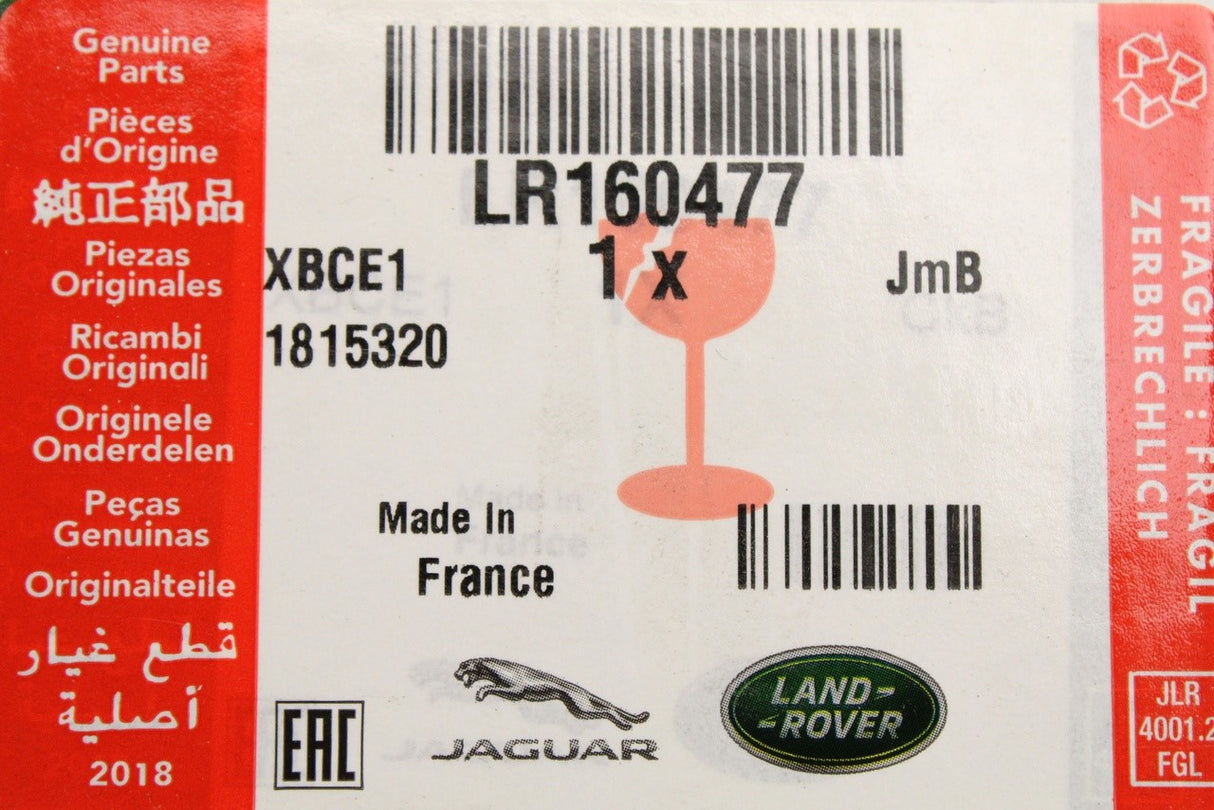 Genuine
Parts
Pièces
d'Origine
純正部品
Piezas
Originales
Ricambi
Originali
Originele
Onderdelen
Peças
Genuinas
Originalteile
قطع غيار
أصلية
2018
LR160477
XBCE1
1 x
JmB
1815320
Made In
France
EAC
JAGUAR
LAND-
-ROVER
FRAGILE : FRAGIL
ZERBRECHLICH
JLR
4001.2
FGL